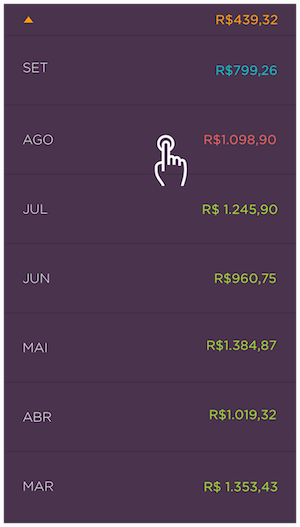 R$439,32
SET R$799,26
AGO R$1.098,90
JUL R$ 1.245,90
JUN R$960,75
MAI R$1.384,87
ABR R$1.019,32
MAR R$ 1.353,43